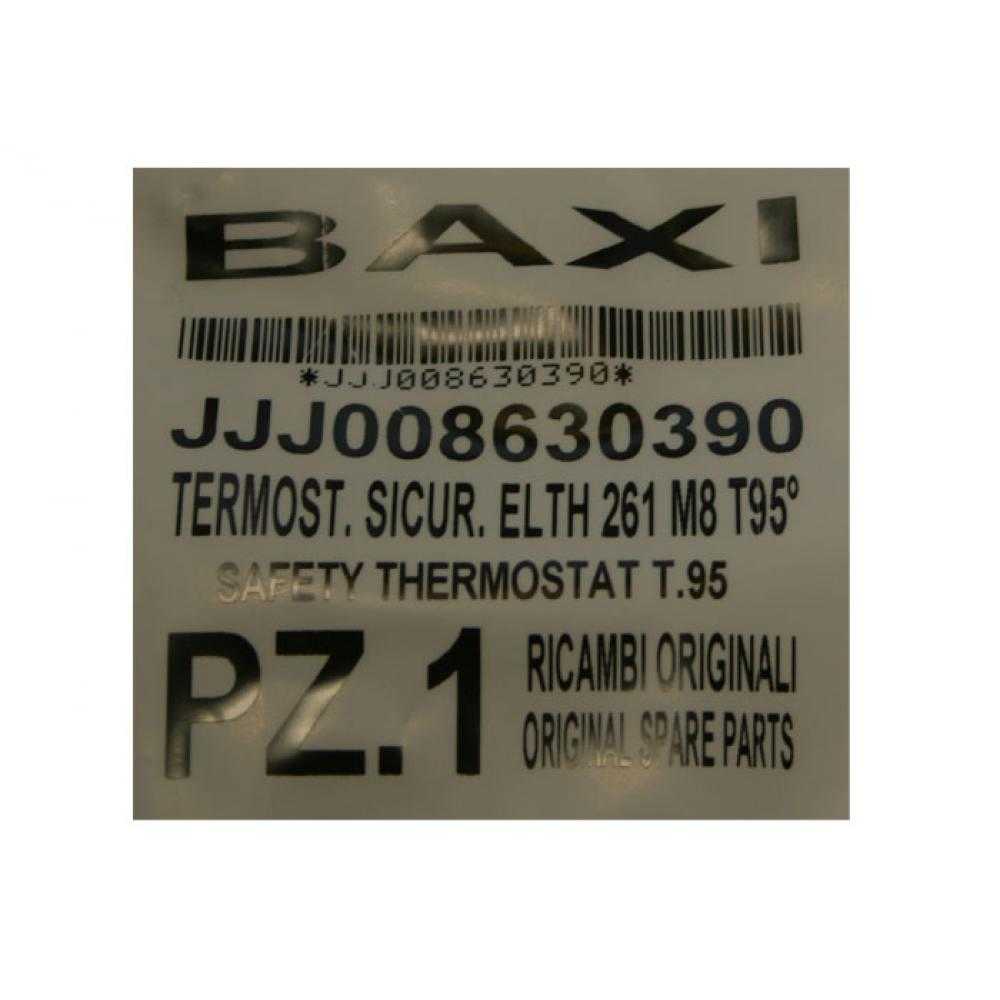 BAXI
*JJJ008630390*
JJJ008630390
TERMOST. SICUR. ELTH 261 M8 T95°
SAFETY THERMOSTAT T.95
PZ.1
RICAMBI ORIGINALI
ORIGINAL SPARE PARTS